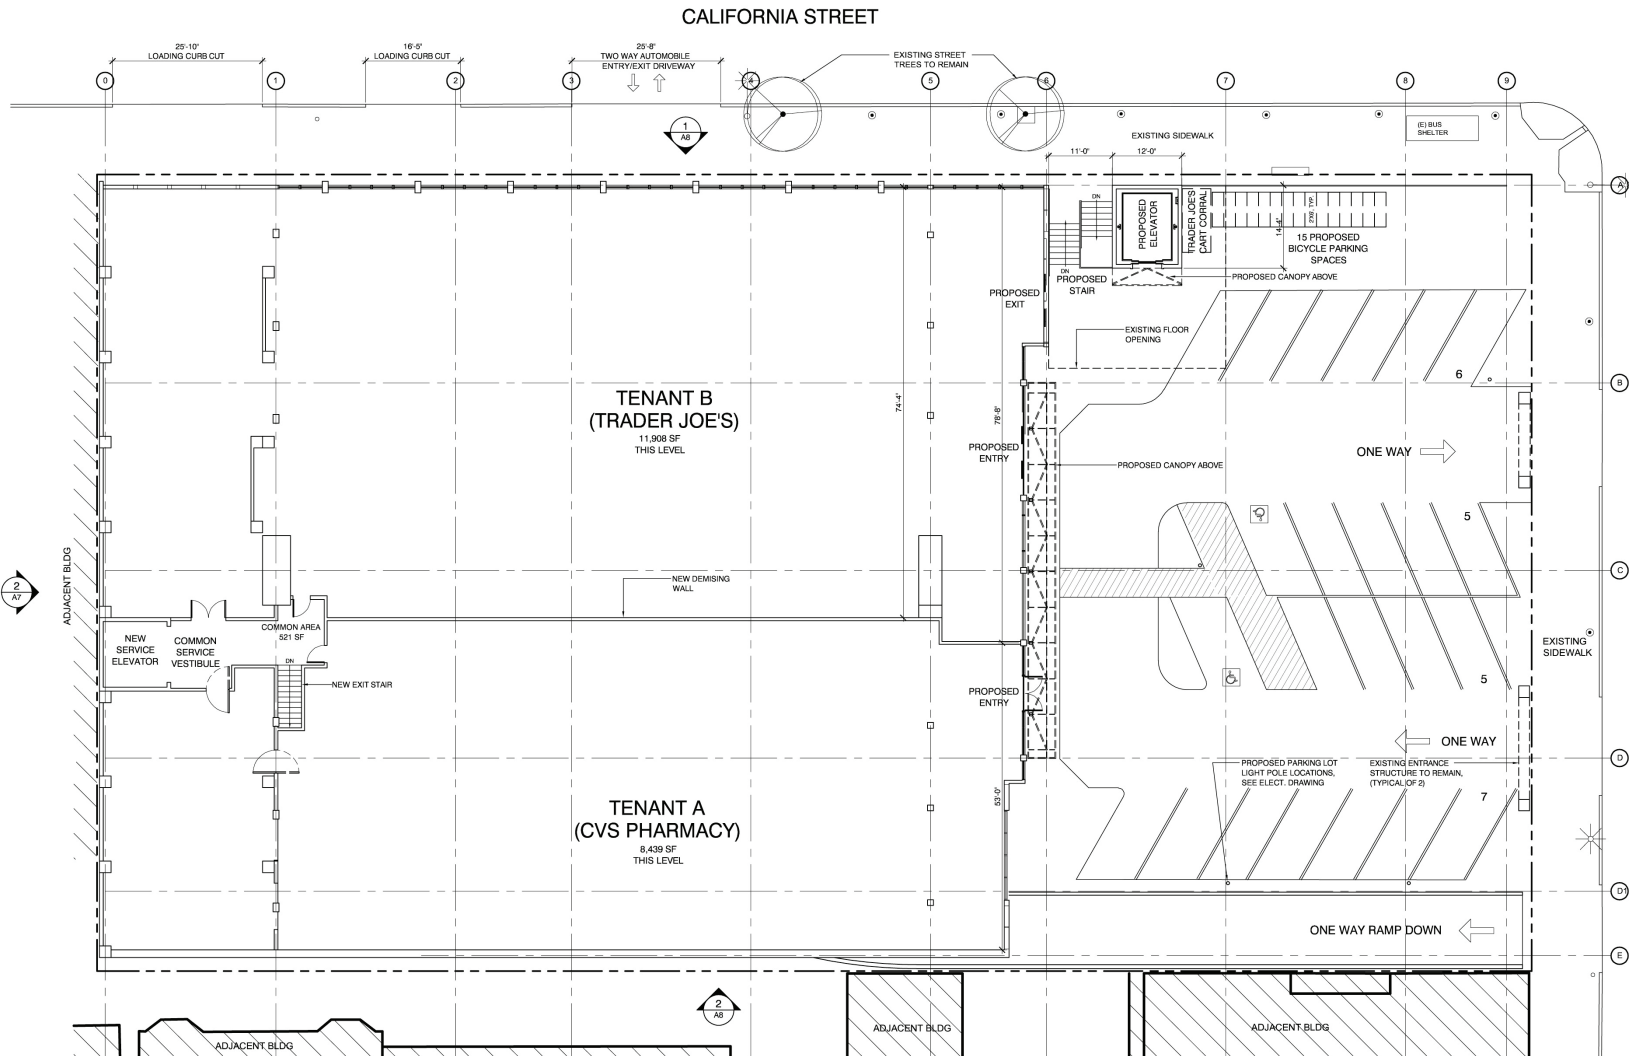 CALIFORNIA STREET
25'-10"
LOADING CURB CUT
16'-5"
LOADING CURB CUT
25'-8"
TWO WAY AUTOMOBILE
ENTRY/EXIT DRIVEWAY
EXISTING STREET
TREES TO REMAIN
0
1
2
3
4
5
6
7
8
9
1
A8
EXISTING SIDEWALK
(E) BUS
SHELTER
11'-0"
12'-0"
A
DN
DN
PROPOSED
ELEVATOR
TRADER JOE'S
CART CORRAL
14'-4"
2'X6', TYP.
15 PROPOSED
BICYCLE PARKING
SPACES
PROPOSED CANOPY ABOVE
PROPOSED
STAIR
PROPOSED
EXIT
EXISTING FLOOR
OPENING
6
B
TENANT B
(TRADER JOE'S)
11,908 SF
THIS LEVEL
74'-4"
78'-8"
PROPOSED
ENTRY
PROPOSED CANOPY ABOVE
ONE WAY
5
C
NEW DEMISING
WALL
ADJACENT BLDG
2
A7
COMMON AREA
521 SF
NEW
SERVICE
ELEVATOR
COMMON
SERVICE
VESTIBULE
DN
NEW EXIT STAIR
PROPOSED
ENTRY
EXISTING
SIDEWALK
5
ONE WAY
D
PROPOSED PARKING LOT
LIGHT POLE LOCATIONS,
SEE ELECT. DRAWING
EXISTING ENTRANCE
STRUCTURE TO REMAIN,
(TYPICAL OF 2)
7
53'-0"
TENANT A
(CVS PHARMACY)
8,439 SF
THIS LEVEL
D1
ONE WAY RAMP DOWN
E
2
A8
ADJACENT BLDG
ADJACENT BLDG
ADJACENT BLDG